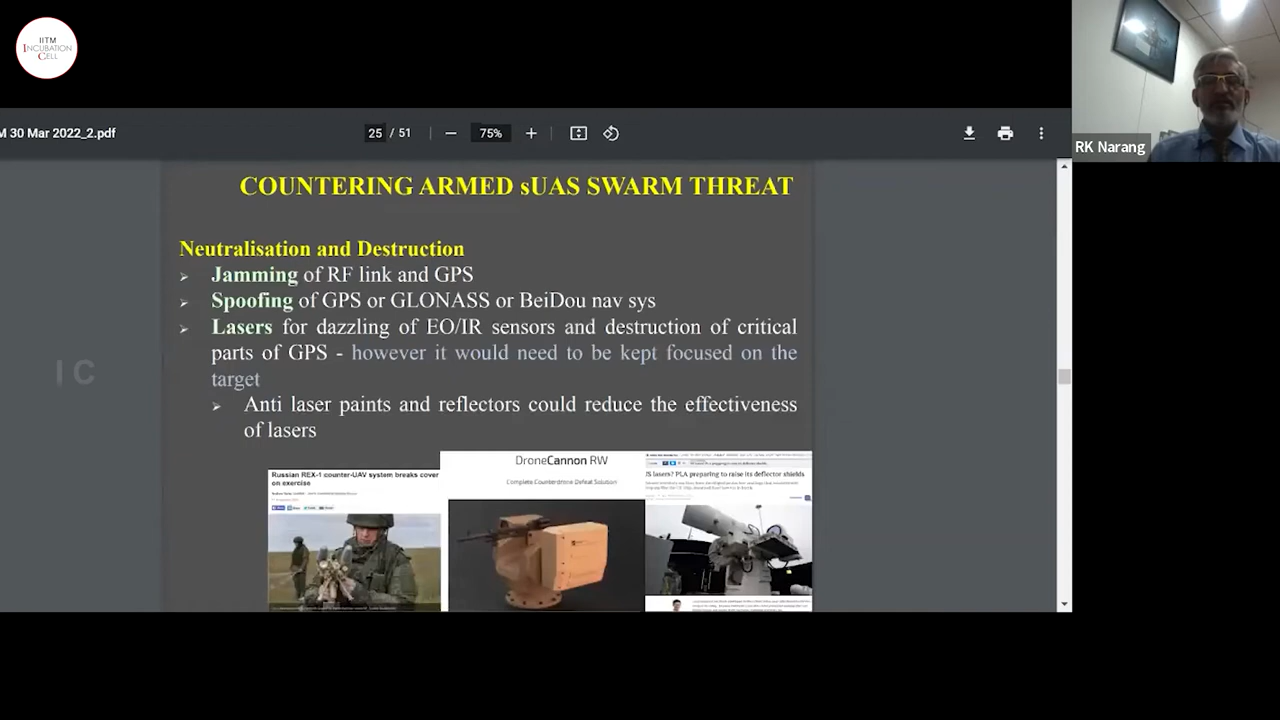 IITM
INCUBATION
CELL
M 30 Mar 2022_2.pdf
25 / 51
75%
RK Narang
COUNTERING ARMED sUAS SWARM THREAT
Neutralisation and Destruction
Jamming of RF link and GPS
Spoofing of GPS or GLONASS or BeiDou nav sys
Lasers for dazzling of EO/IR sensors and destruction of critical
parts of GPS - however it would need to be kept focused on the
target
Anti laser paints and reflectors could reduce the effectiveness
of lasers
I C
Russian REX-1 counter-UAV system breaks cover
on exercise
DroneCannon RW
Complete Counterdrone Defeat Solution
JS lasers? PLA preparing to raise its deflector shields